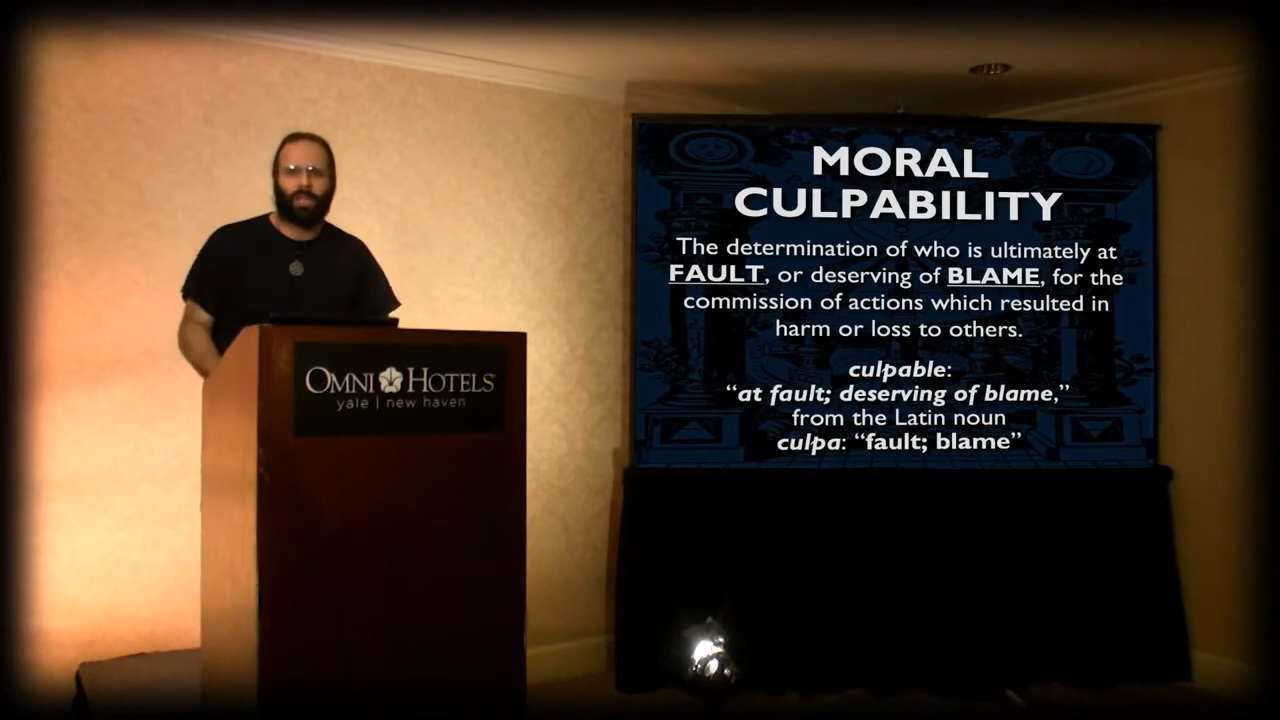 OMNI HOTELS
yale | new haven
MORAL
CULPABILITY
The determination of who is ultimately at
FAULT, or deserving of BLAME, for the
commission of actions which resulted in
harm or loss to others.
culpable:
“at fault; deserving of blame,”
from the Latin noun
culpa: “fault; blame”